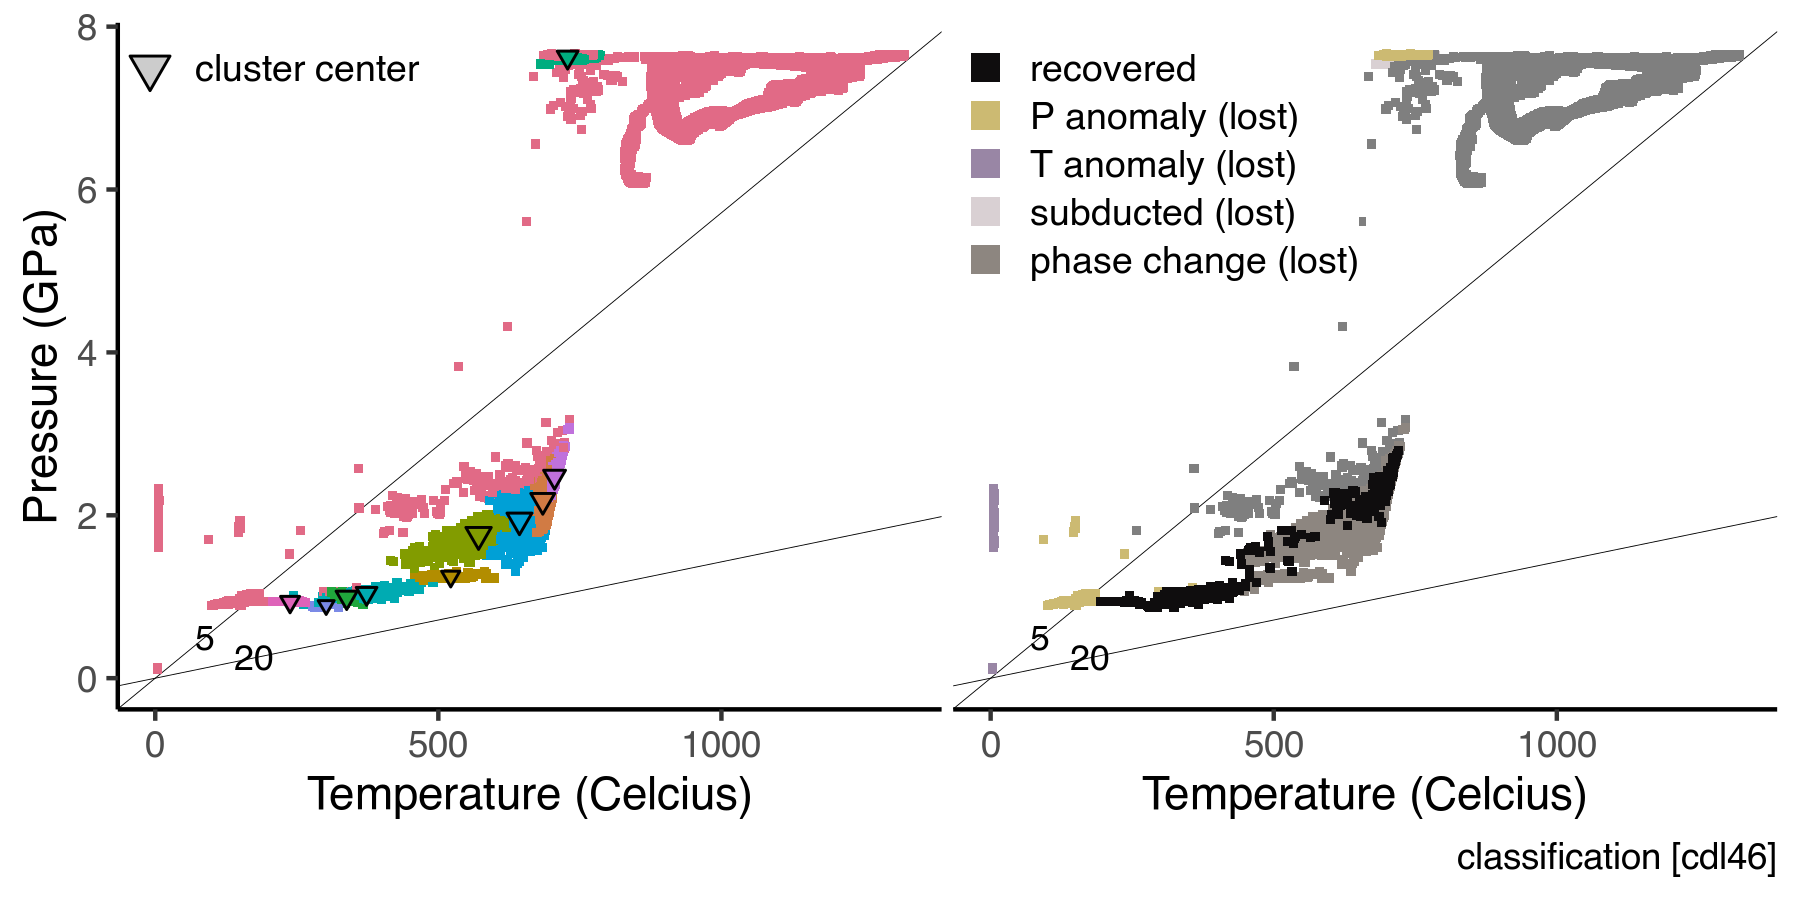 8
6
4
2
0
Pressure (GPa)
cluster center
5
20
0
500
1000
Temperature (Celcius)
recovered
P anomaly (lost)
T anomaly (lost)
subducted (lost)
phase change (lost)
5
20
0
500
1000
Temperature (Celcius)
classification [cdl46]